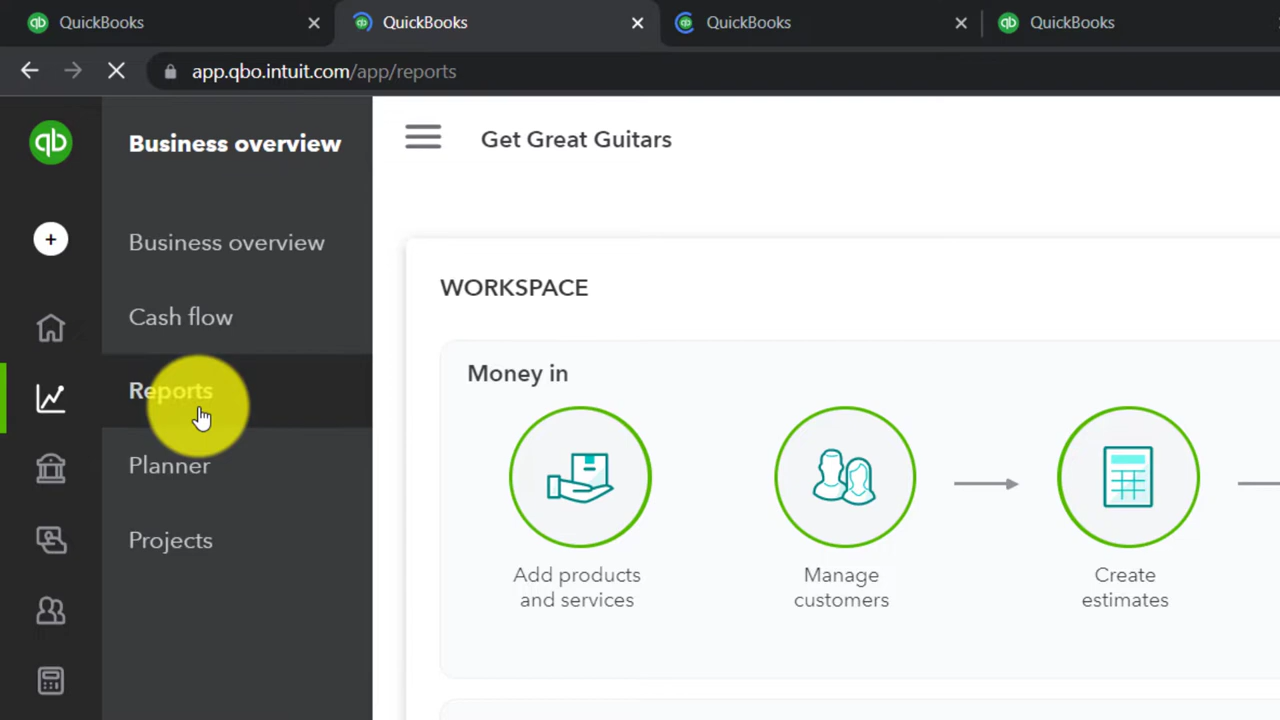 QuickBooks
QuickBooks
QuickBooks
QuickBooks
app.qbo.intuit.com/app/reports
qb
Business overview
Get Great Guitars
Business overview
Cash flow
Reports
Planner
Projects
WORKSPACE
Money in
Add products
and services
Manage
customers
Create
estimates